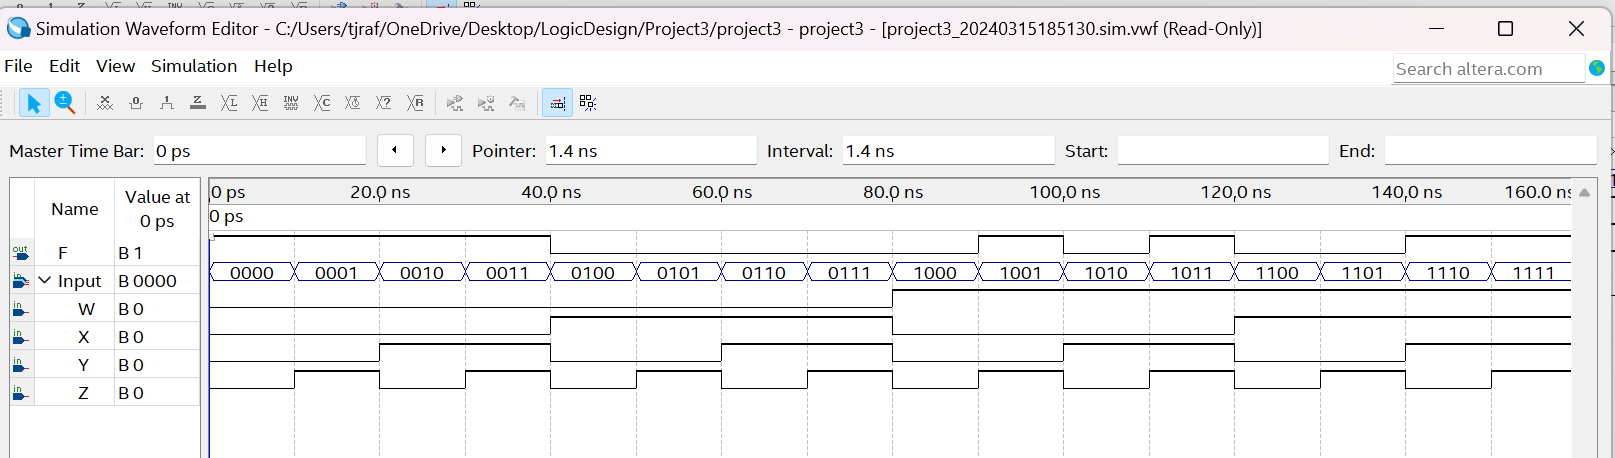 Simulation Waveform Editor - C:/Users/tjraf/OneDrive/Desktop/LogicDesign/Project3/project3 - project3 - [project3_20240315185130.sim.vwf (Read-Only)]
File Edit View Simulation Help
Search altera.com
Master Time Bar: 0 ps Pointer: 1.4 ns Interval: 1.4 ns Start: End:
Name Value at 0 ps
0 ps 20.0 ns 40.0 ns 60.0 ns 80.0 ns 100.0 ns 120.0 ns 140.0 ns 160.0 ns
0 ps
out F B 1
in Input B 0000 0000 0001 0010 0011 0100 0101 0110 0111 1000 1001 1010 1011 1100 1101 1110 1111
in W B 0
in X B 0
in Y B 0
in Z B 0